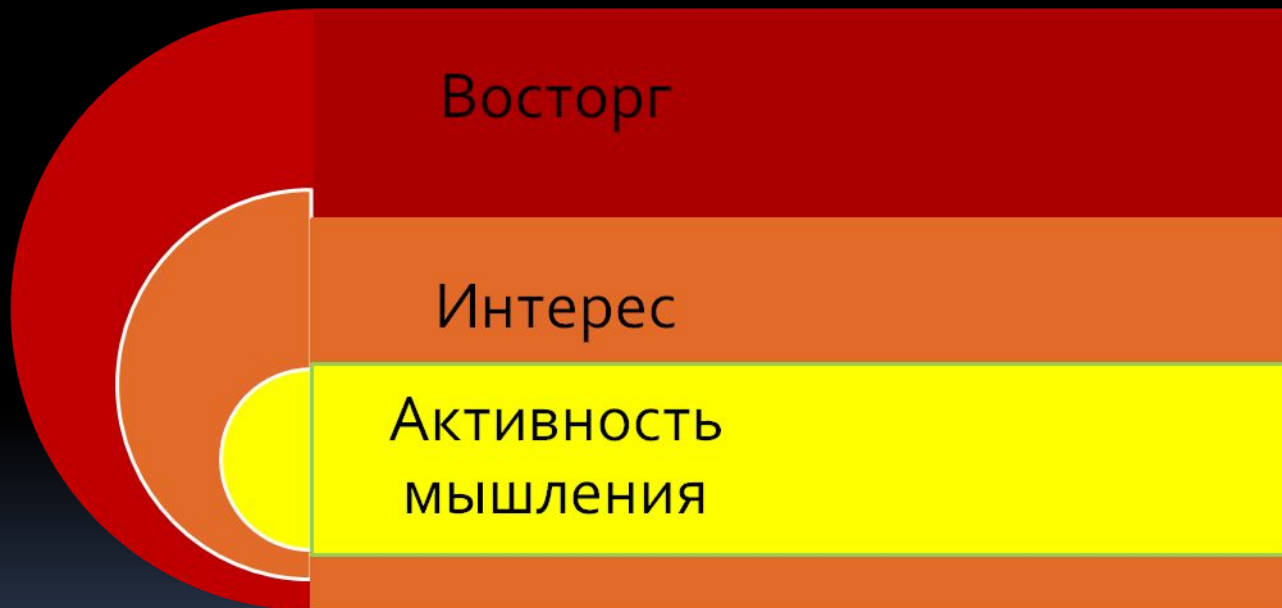 Восторг
Интерес
Активность
мышления